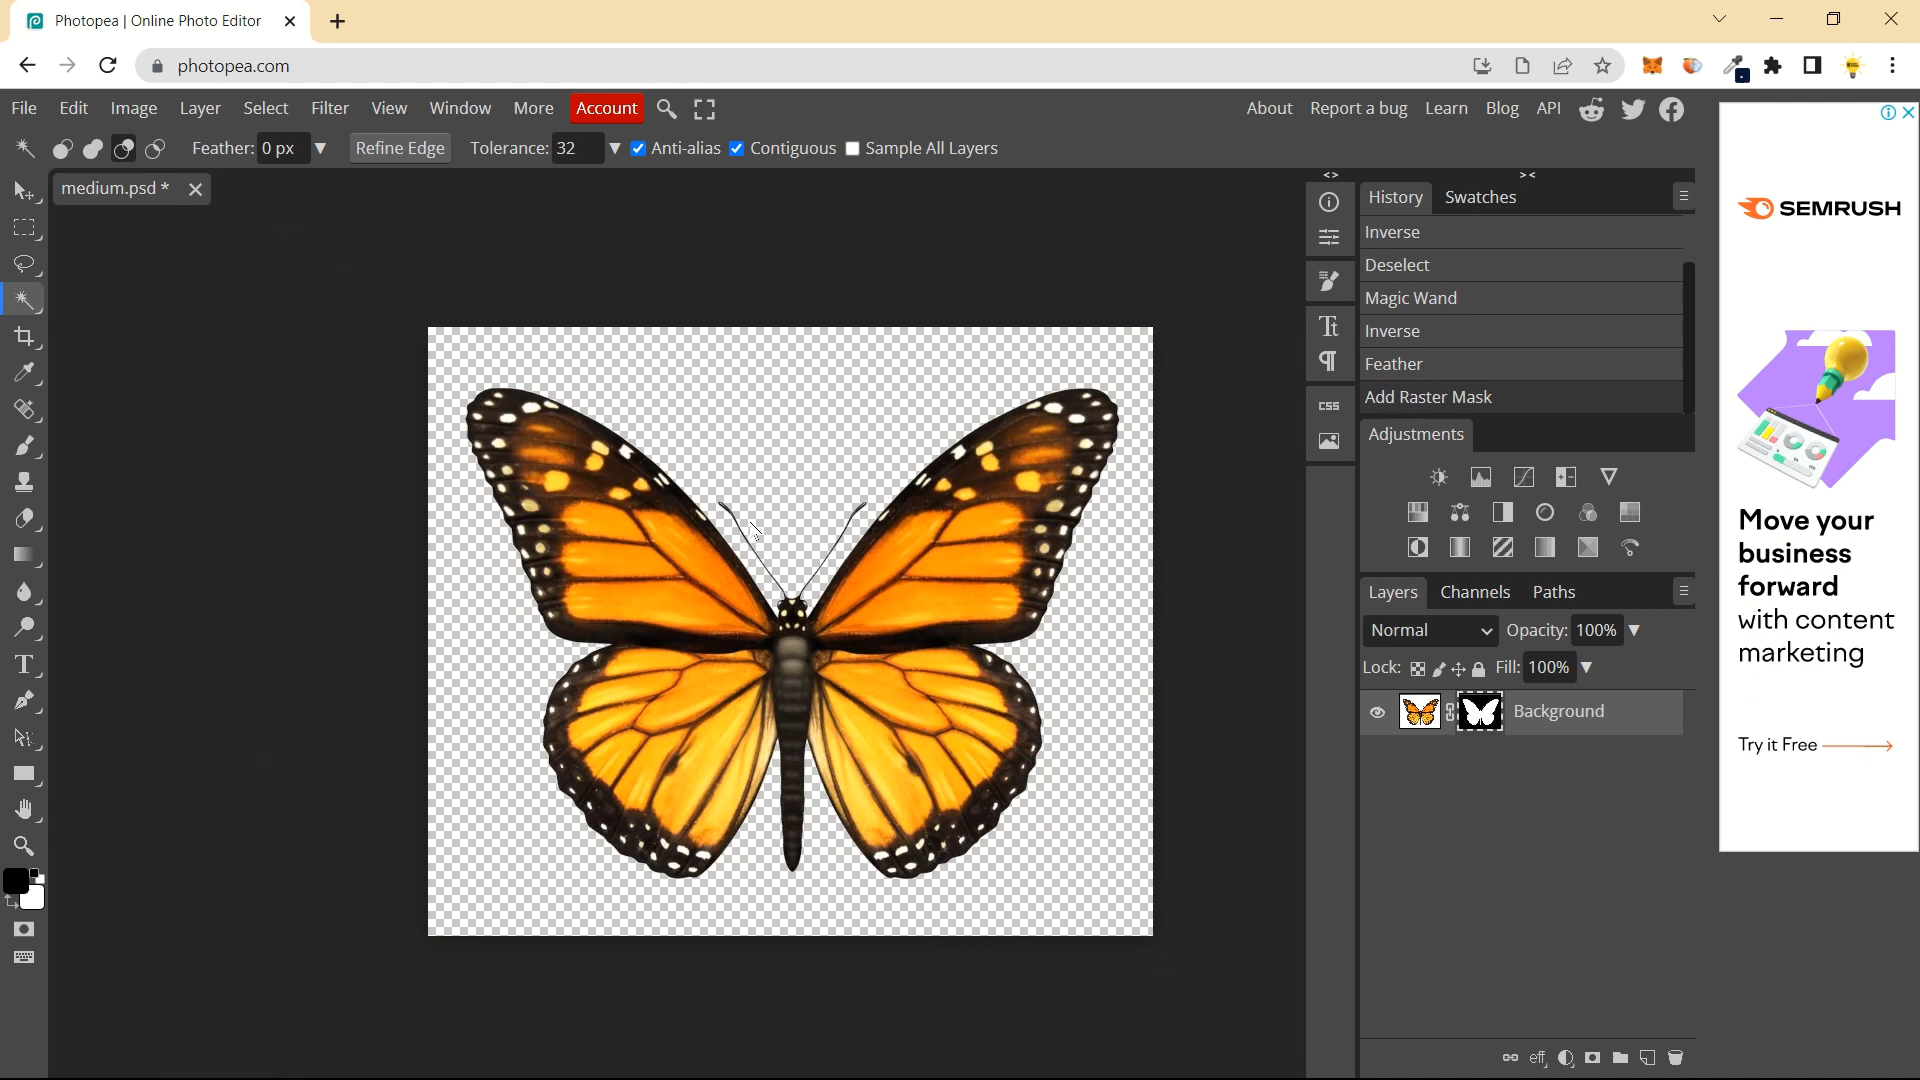 Photopea | Online Photo Editor
photopea.com
File Edit Image Layer Select Filter View Window More Account
About Report a bug Learn Blog API
Feather: 0 px Refine Edge Tolerance: 32 Anti-alias Contiguous Sample All Layers
medium.psd *
< > > <
History Swatches
Inverse
Deselect
Magic Wand
Inverse
Feather
Add Raster Mask
CSS
Adjustments
Layers Channels Paths
Normal Opacity: 100%
Lock: Fill: 100%
Background
eff
SEMRUSH
Move your
business
forward
with content
marketing
Try it Free